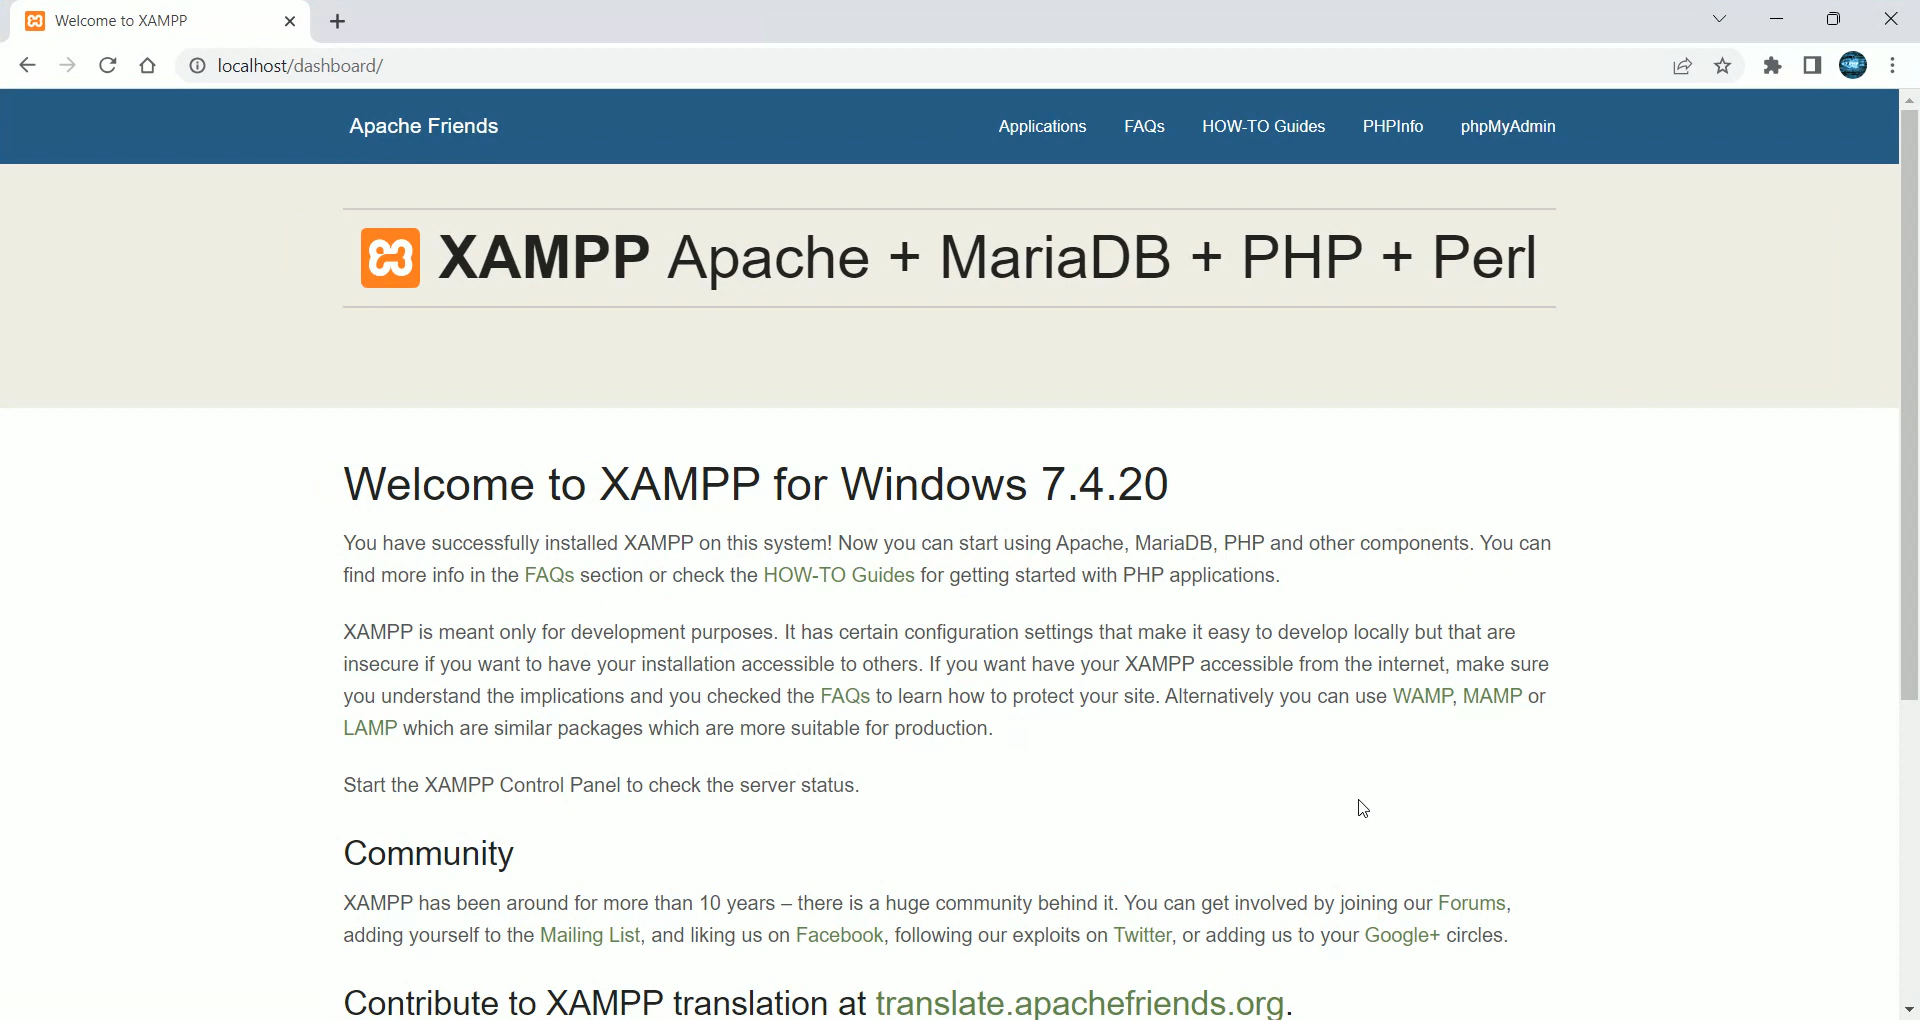 Welcome to XAMPP
localhost/dashboard/
Apache Friends
Applications FAQs HOW-TO Guides PHPInfo phpMyAdmin
XAMPP Apache + MariaDB + PHP + Perl
Welcome to XAMPP for Windows 7.4.20
You have successfully installed XAMPP on this system! Now you can start using Apache, MariaDB, PHP and other components. You can
find more info in the FAQs section or check the HOW-TO Guides for getting started with PHP applications.
XAMPP is meant only for development purposes. It has certain configuration settings that make it easy to develop locally but that are
insecure if you want to have your installation accessible to others. If you want have your XAMPP accessible from the internet, make sure
you understand the implications and you checked the FAQs to learn how to protect your site. Alternatively you can use WAMP, MAMP or
LAMP which are similar packages which are more suitable for production.
Start the XAMPP Control Panel to check the server status.
Community
XAMPP has been around for more than 10 years – there is a huge community behind it. You can get involved by joining our Forums,
adding yourself to the Mailing List, and liking us on Facebook, following our exploits on Twitter, or adding us to your Google+ circles.
Contribute to XAMPP translation at translate.apachefriends.org.